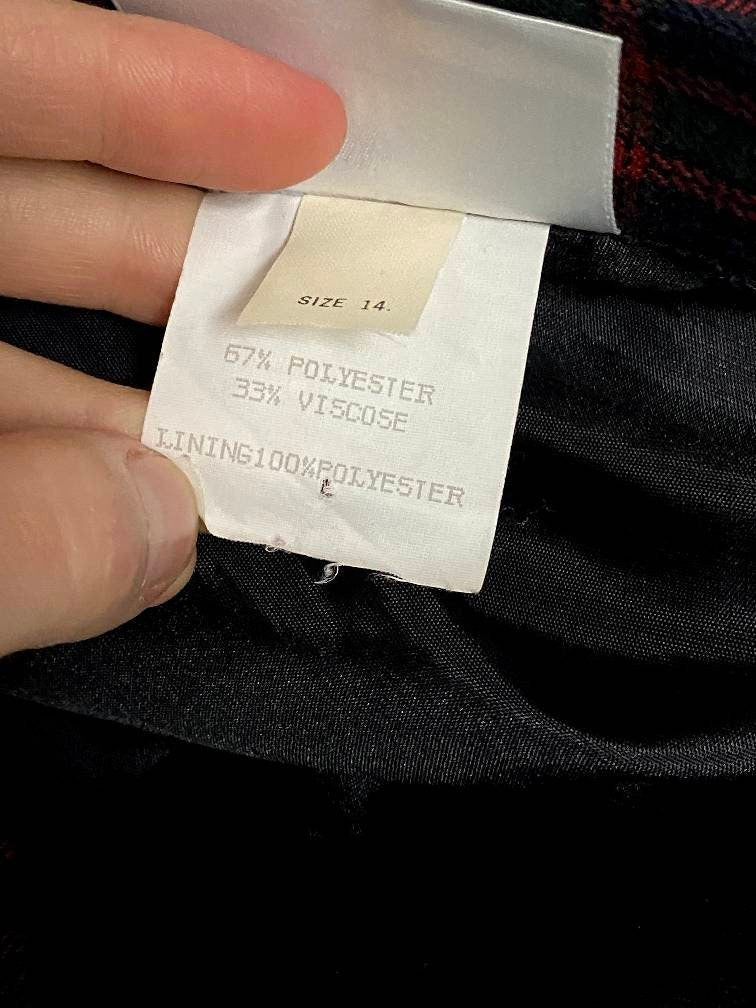 SIZE 14.
67% POLYESTER
33% VISCOSE
LINING100%POLYESTER